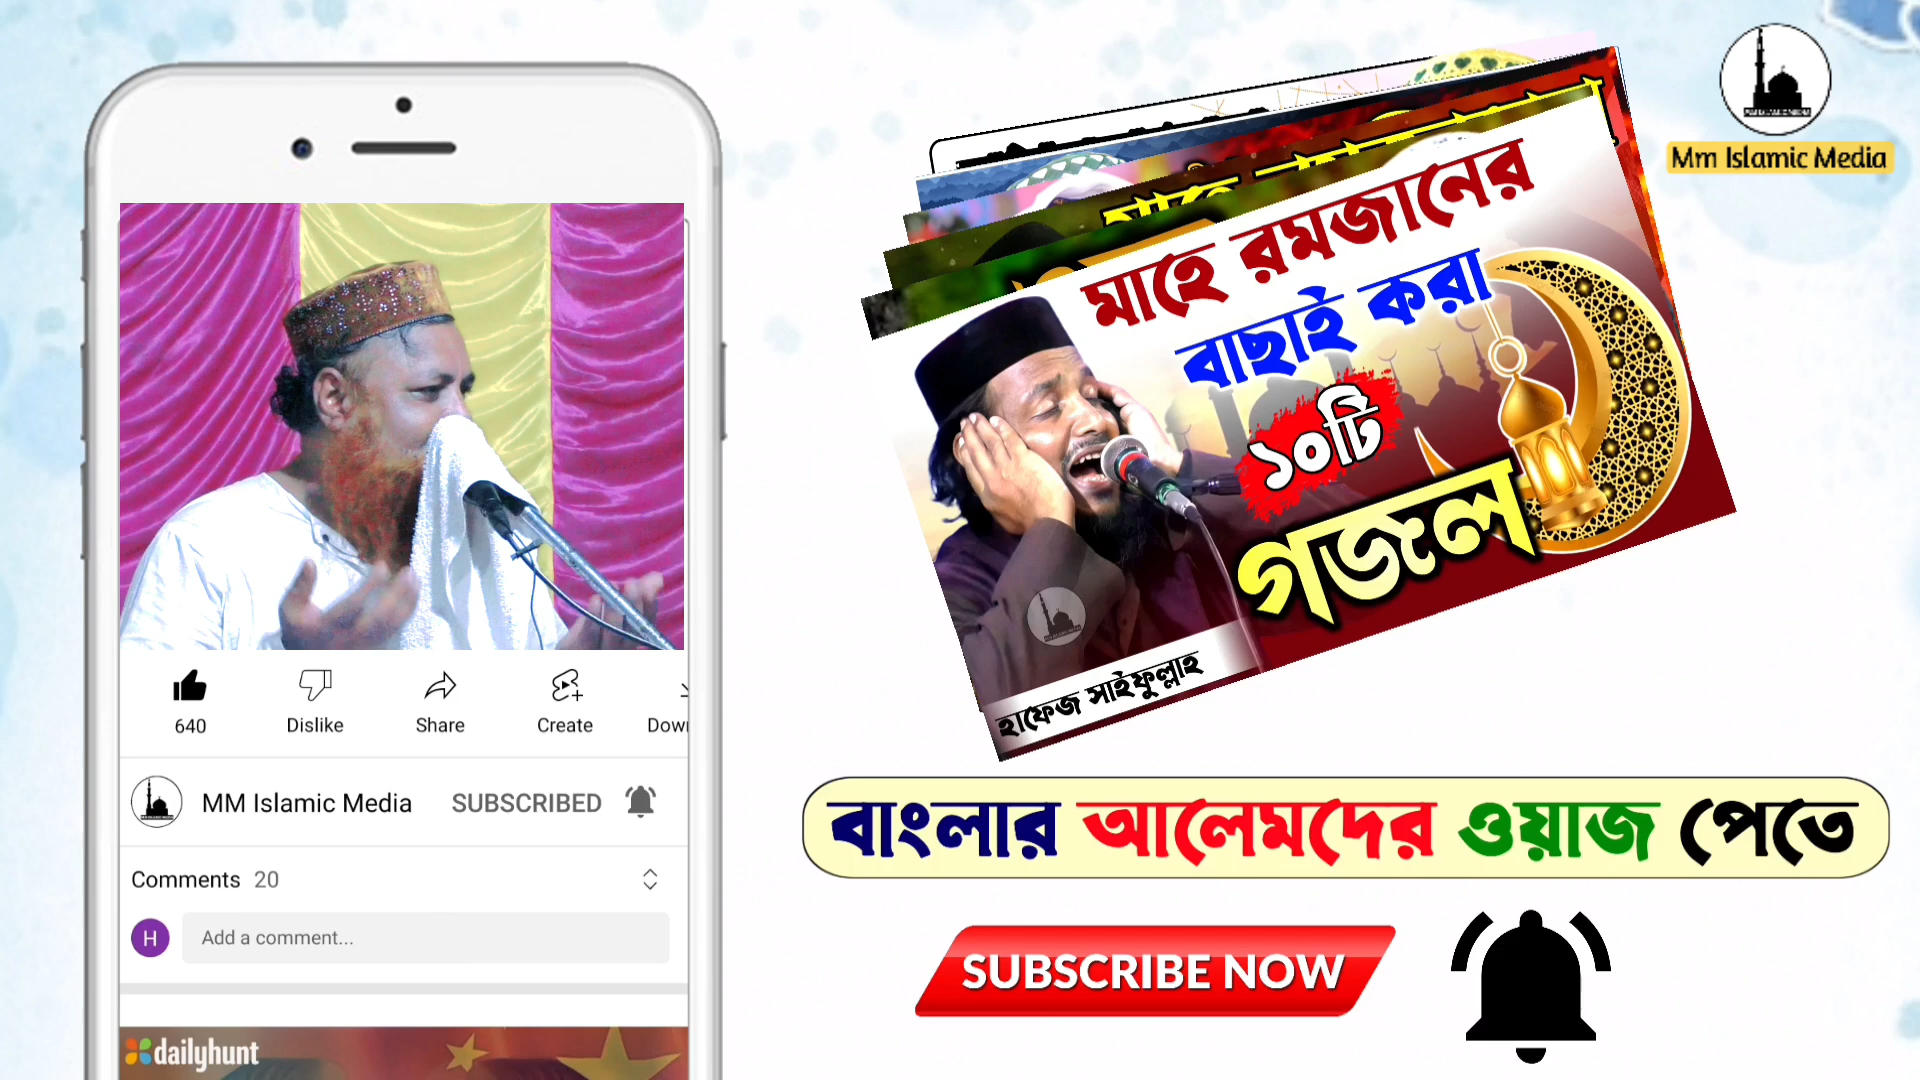 Mm Islamic Media
মাহে রমজানের
বাছাই করা
১০টি
গজল
হাফেজ সাইফুল্লাহ
640
Dislike
Share
Create
Down
MM Islamic Media SUBSCRIBED
Comments 20
H Add a comment...
dailyhunt
বাংলার আলেমদের ওয়াজ পেতে
SUBSCRIBE NOW